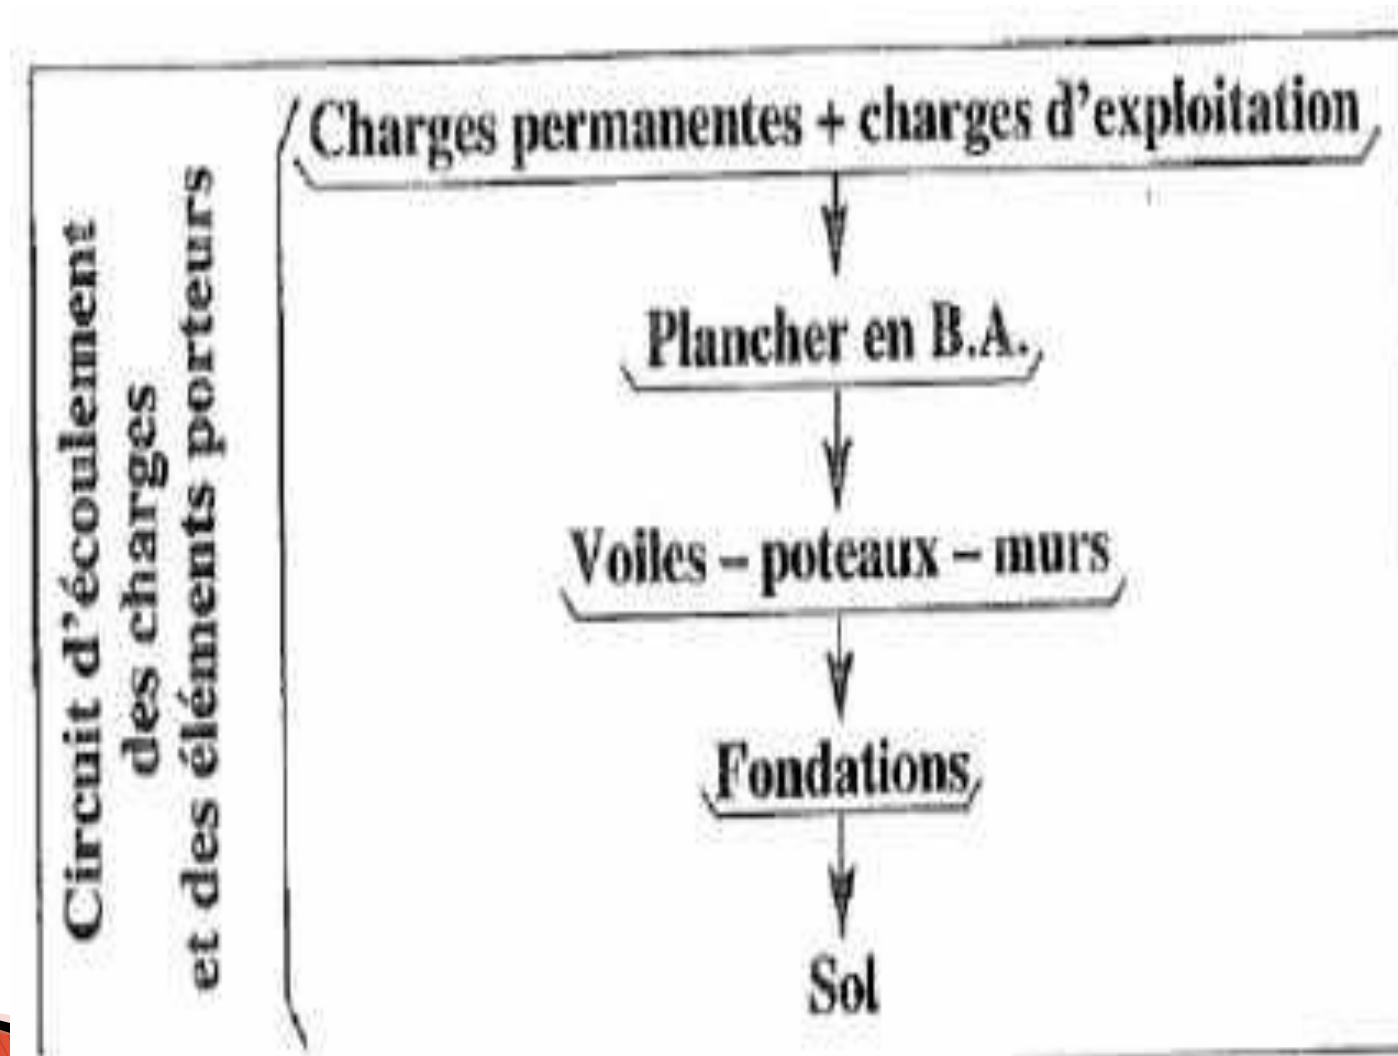 Circuit d'écoulement
des charges
et des éléments porteurs
Charges permanentes + charges d'exploitation
Plancher en B.A.
Voiles – poteaux – murs
Fondations
Sol